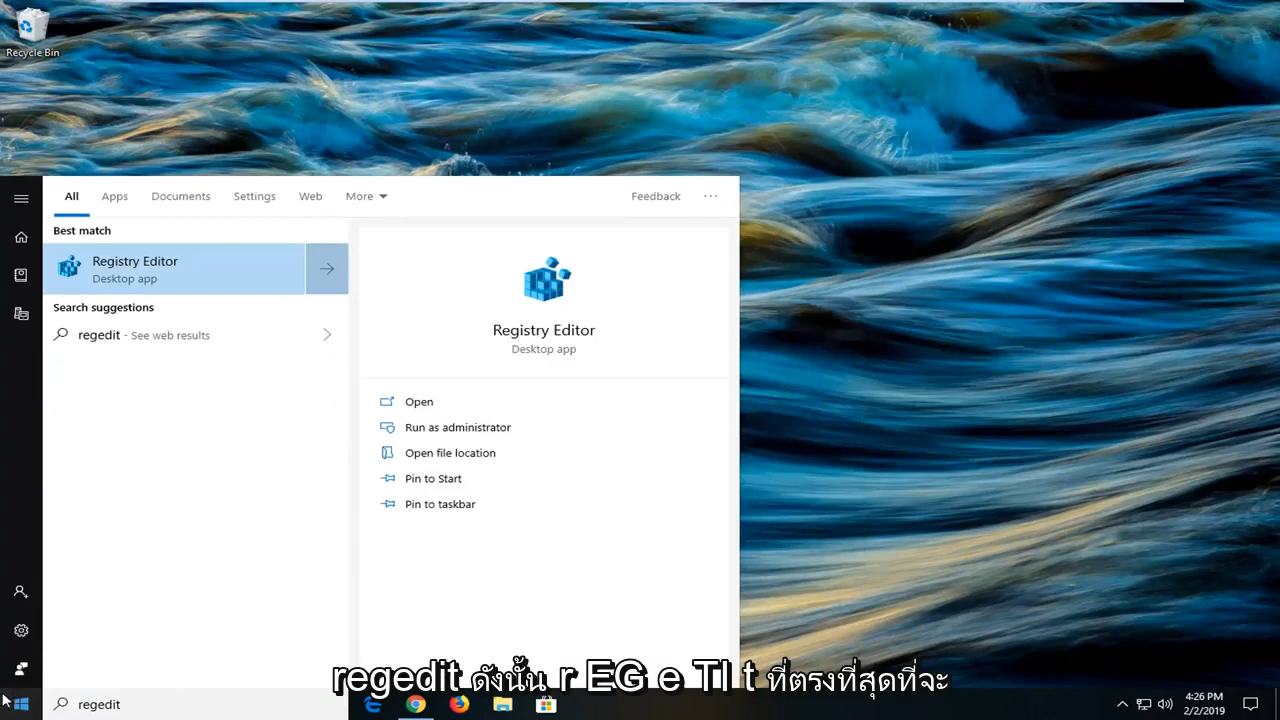 Recycle Bin
All Apps Documents Settings Web More Feedback ...
Best match
Registry Editor
Desktop app
Search suggestions
regedit - See web results
Registry Editor
Desktop app
Open
Run as administrator
Open file location
Pin to Start
Pin to taskbar
regedit ดังนั้น r EG e TI t ที่ตรงที่สุดที่จะ
regedit
4:26 PM
2/2/2019